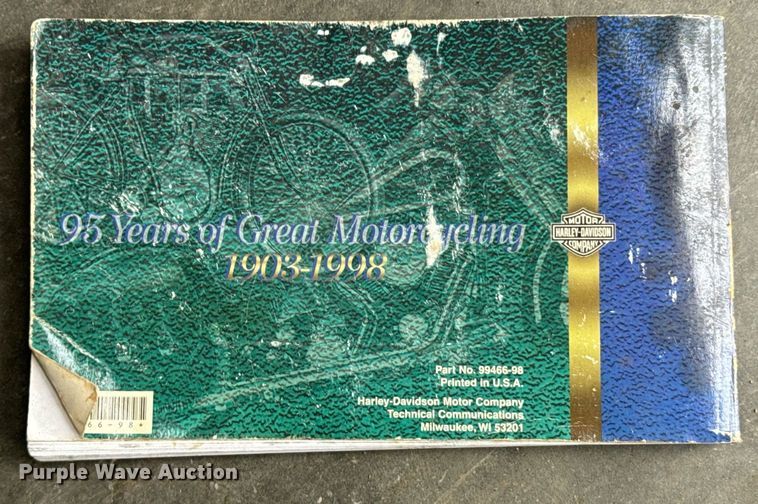 95 Years of Great Motorcycling
1903-1998
MOTOR
HARLEY-DAVIDSON
COMPANY
Part No. 99466-98
Printed in U.S.A.
Harley-Davidson Motor Company
Technical Communications
Milwaukee, WI 53201
66-98*
Purple Wave Auction